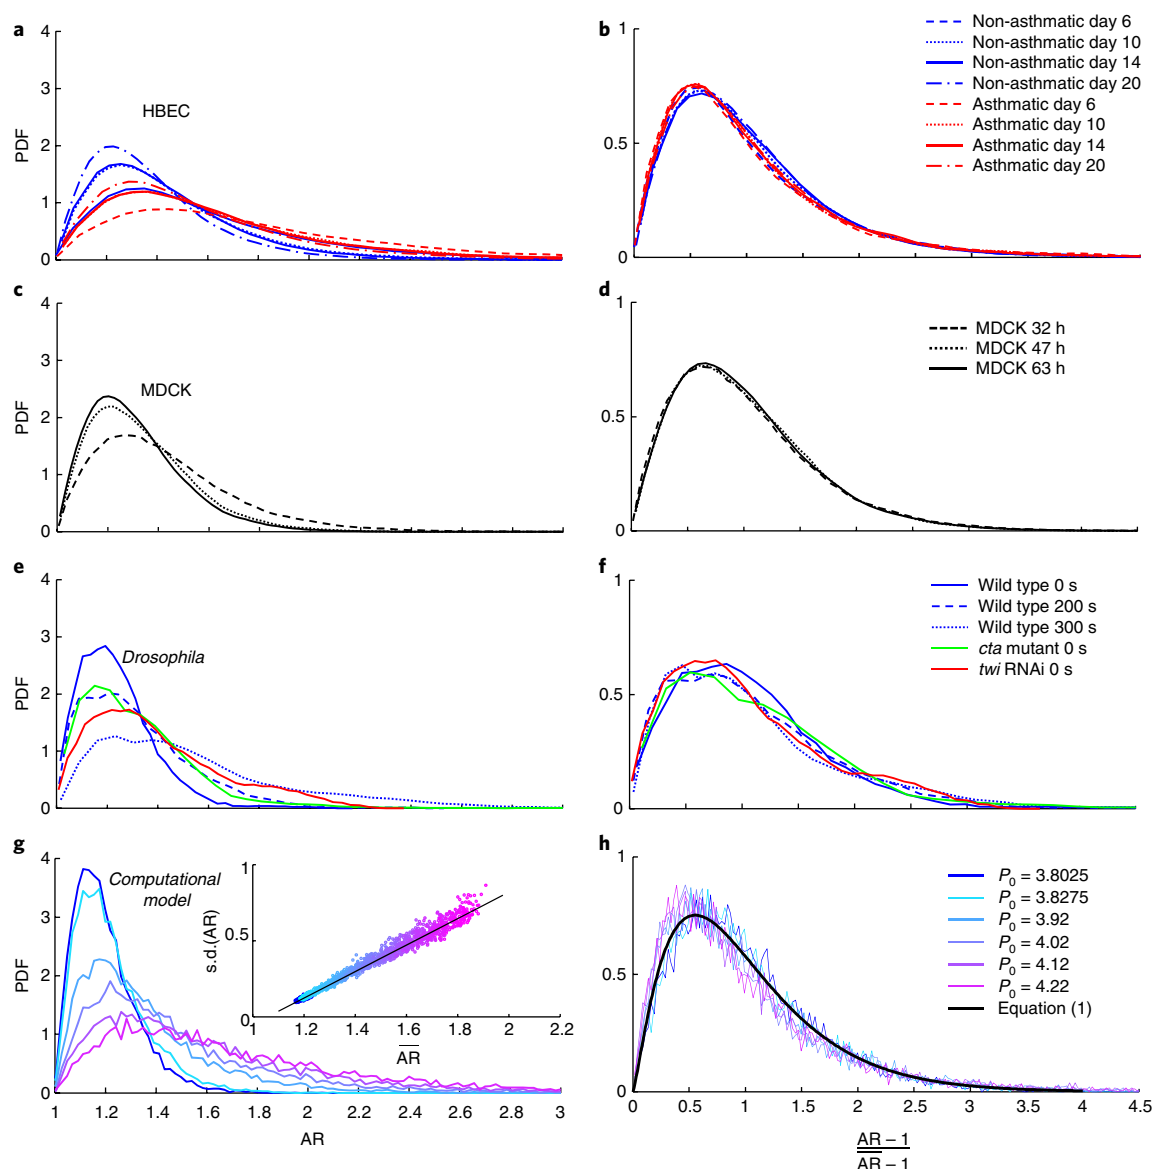 a
4
3
2
1
0
PDF
HBEC
b
1
0.5
0
Non-asthmatic day 6
Non-asthmatic day 10
Non-asthmatic day 14
Non-asthmatic day 20
Asthmatic day 6
Asthmatic day 10
Asthmatic day 14
Asthmatic day 20
c
4
3
2
1
0
PDF
MDCK
d
1
0.5
0
MDCK 32 h
MDCK 47 h
MDCK 63 h
e
4
3
2
1
0
PDF
Drosophila
f
1
0.5
0
Wild type 0 s
Wild type 200 s
Wild type 300 s
cta mutant 0 s
twi RNAi 0 s
g
4
3
2
1
0
PDF
Computational
model
1
0.5
0
s.d.(AR)
1 1.2 1.4 1.6 1.8 2 2.2
AR
1 1.2 1.4 1.6 1.8 2 2.2 2.4 2.6 2.8 3
AR
h
1
0.5
0
P0 = 3.8025
P0 = 3.8275
P0 = 3.92
P0 = 4.02
P0 = 4.12
P0 = 4.22
Equation (1)
0 0.5 1 1.5 2 2.5 3 3.5 4 4.5
AR − 1
AR − 1